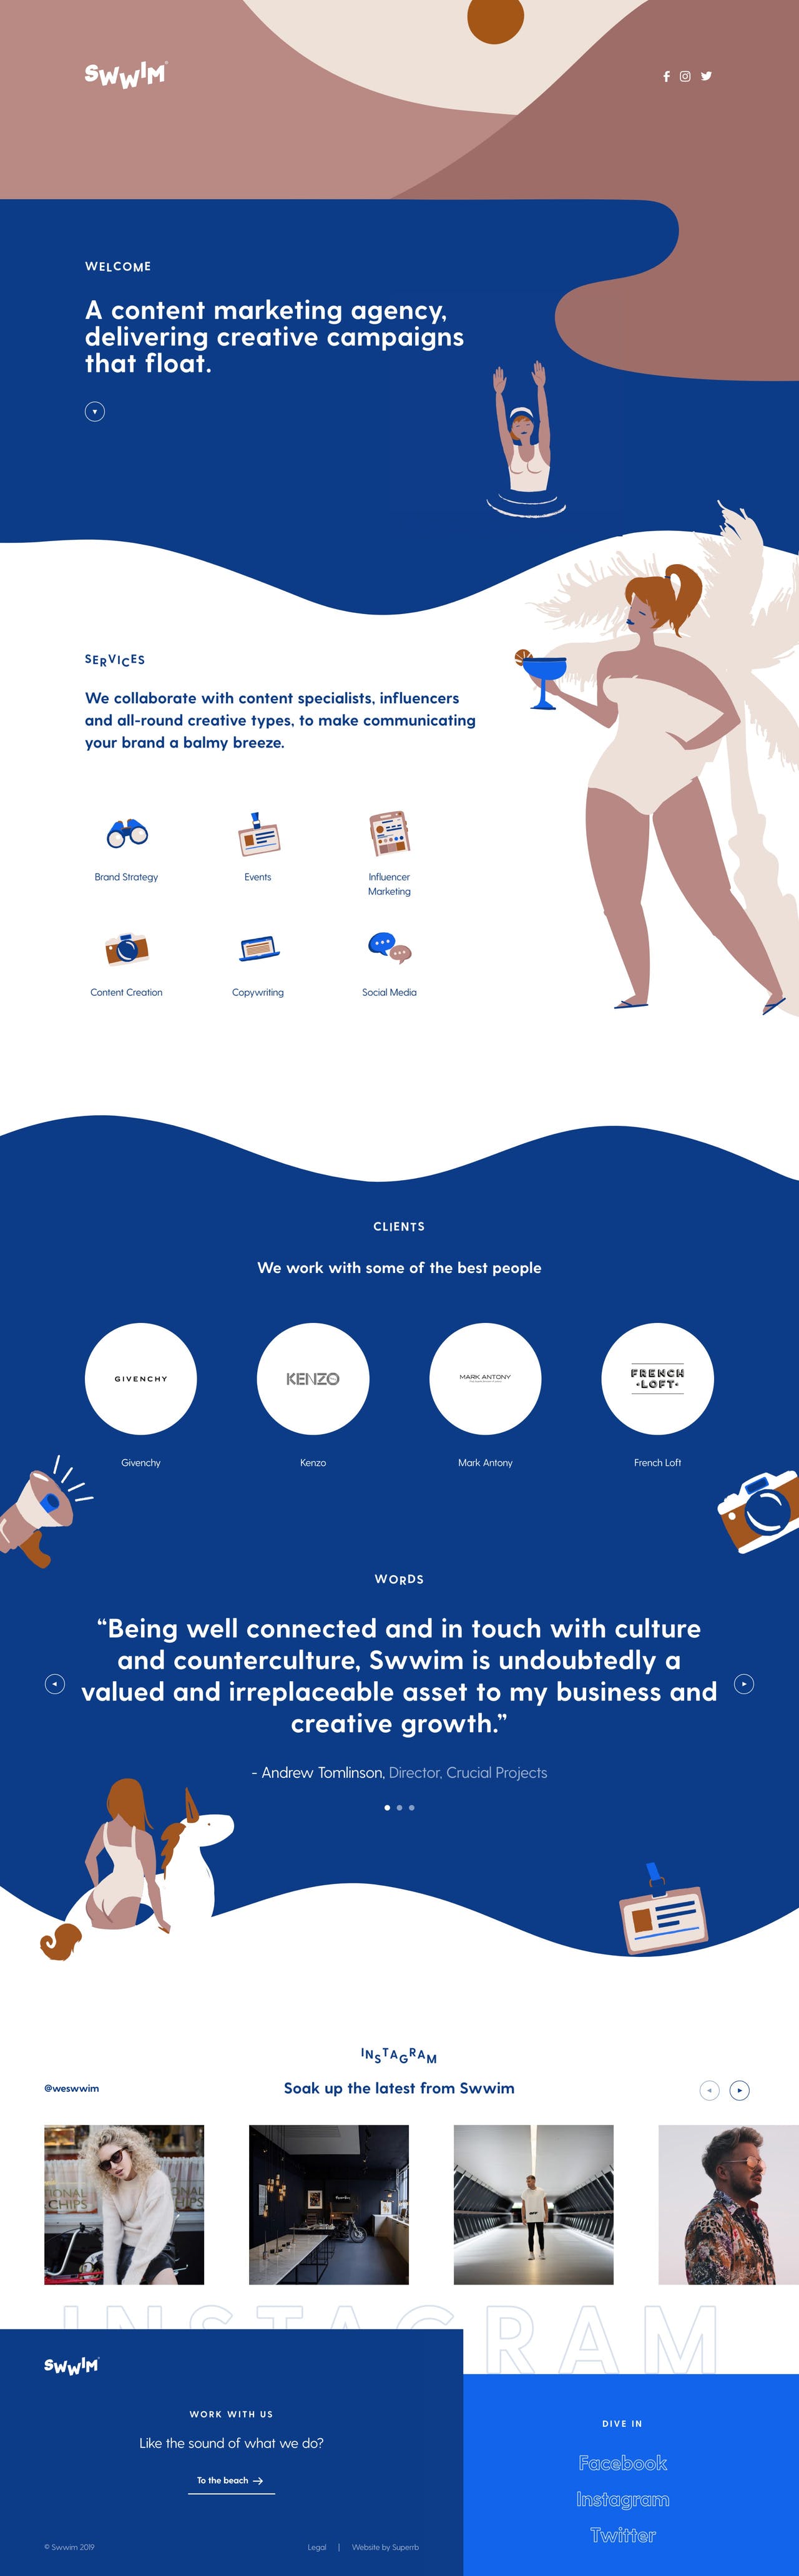 SWWIM
WELCOME
A content marketing agency,
delivering creative campaigns
that float.
SERVICES
We collaborate with content specialists, influencers
and all-round creative types, to make communicating
your brand a balmy breeze.
Brand Strategy
Events
Influencer
Marketing
Content Creation
Copywriting
Social Media
CLIENTS
We work with some of the best people
GIVENCHY
KENZO
MARK ANTONY
FRENCH
·LOFT·
Givenchy
Kenzo
Mark Antony
French Loft
WORDS
“Being well connected and in touch with culture
and counterculture, Swwim is undoubtedly a
valued and irreplaceable asset to my business and
creative growth.”
- Andrew Tomlinson, Director, Crucial Projects
INSTAGRAM
@weswwim
Soak up the latest from Swwim
INSTAGRAM
SWWIM
WORK WITH US
Like the sound of what we do?
To the beach →
© Swwim 2019
Legal | Website by Superrb
DIVE IN
Facebook
Instagram
Twitter